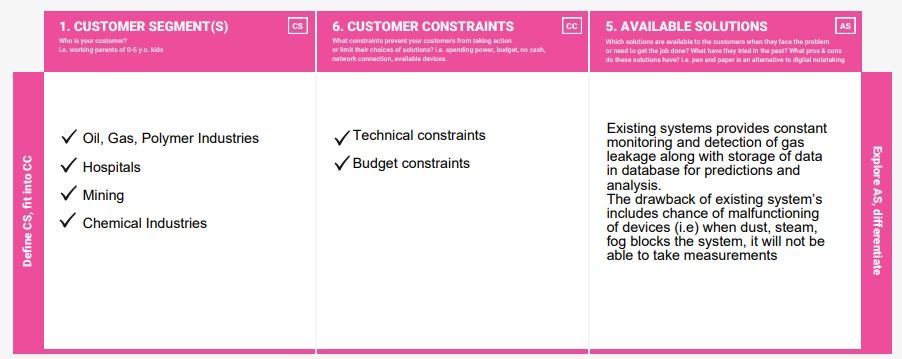 1. CUSTOMER SEGMENT(S)
CS
Who is your customer?
i.e. working parents of 0-5 y.o. kids
Define CS, fit into CC
Oil, Gas, Polymer Industries
Hospitals
Mining
Chemical Industries
6. CUSTOMER CONSTRAINTS
CC
What constraints prevent your customers from taking action
or limit their choices of solutions? i.e. spending power, budget, no cash,
network connection, available devices.
Technical constraints
Budget constraints
5. AVAILABLE SOLUTIONS
AS
Which solutions are available to the customers when they face the problem
or need to get the job done? What have they tried in the past? What pros & cons
do these solutions have? i.e. pen and paper is an alternative to digital notetaking
Existing systems provides constant
monitoring and detection of gas
leakage along with storage of data
in database for predictions and
analysis.
The drawback of existing system's
includes chance of malfunctioning
of devices (i.e) when dust, steam,
fog blocks the system, it will not be
able to take measurements
Explore AS, differentiate